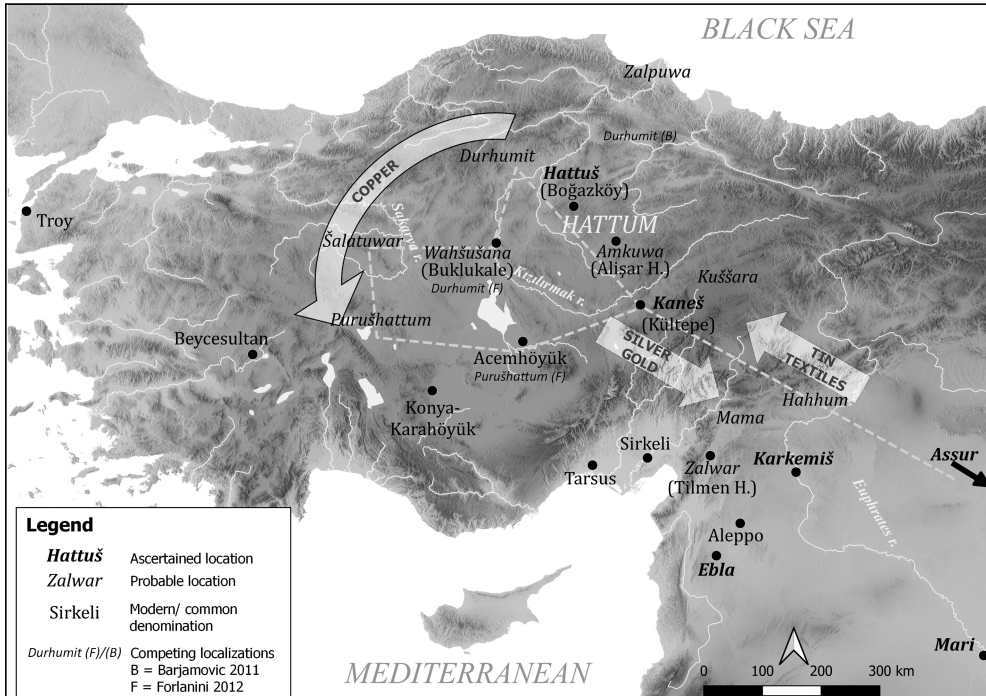 BLACK SEA
Zalpuwa
Durhumit (B)
Durhumit
COPPER
Hattuš
(Boğazköy)
HATTUM
Troy
Sakarya r.
Šalatuwar
Wahšušana
(Buklukale)
Durhumit (F)
Amkuwa
(Alişar H.)
Kızılırmak r.
Kuššara
Kaneš
(Kültepe)
Purušhattum
Beycesultan
Acemhöyük
Purušhattum (F)
SILVER
GOLD
TIN
TEXTILES
Hahhum
Konya-
Karahöyük
Mama
Sirkeli
Tarsus
Zalwar
(Tilmen H.)
Karkemiš
Assur
Euphrates r.
Aleppo
Ebla
Mari
MEDITERRANEAN
0 100 200 300 km
Legend
Hattuš Ascertained location
Zalwar Probable location
Sirkeli Modern/ common
denomination
Durhumit (F)/(B) Competing localizations
B = Barjamovic 2011
F = Forlanini 2012